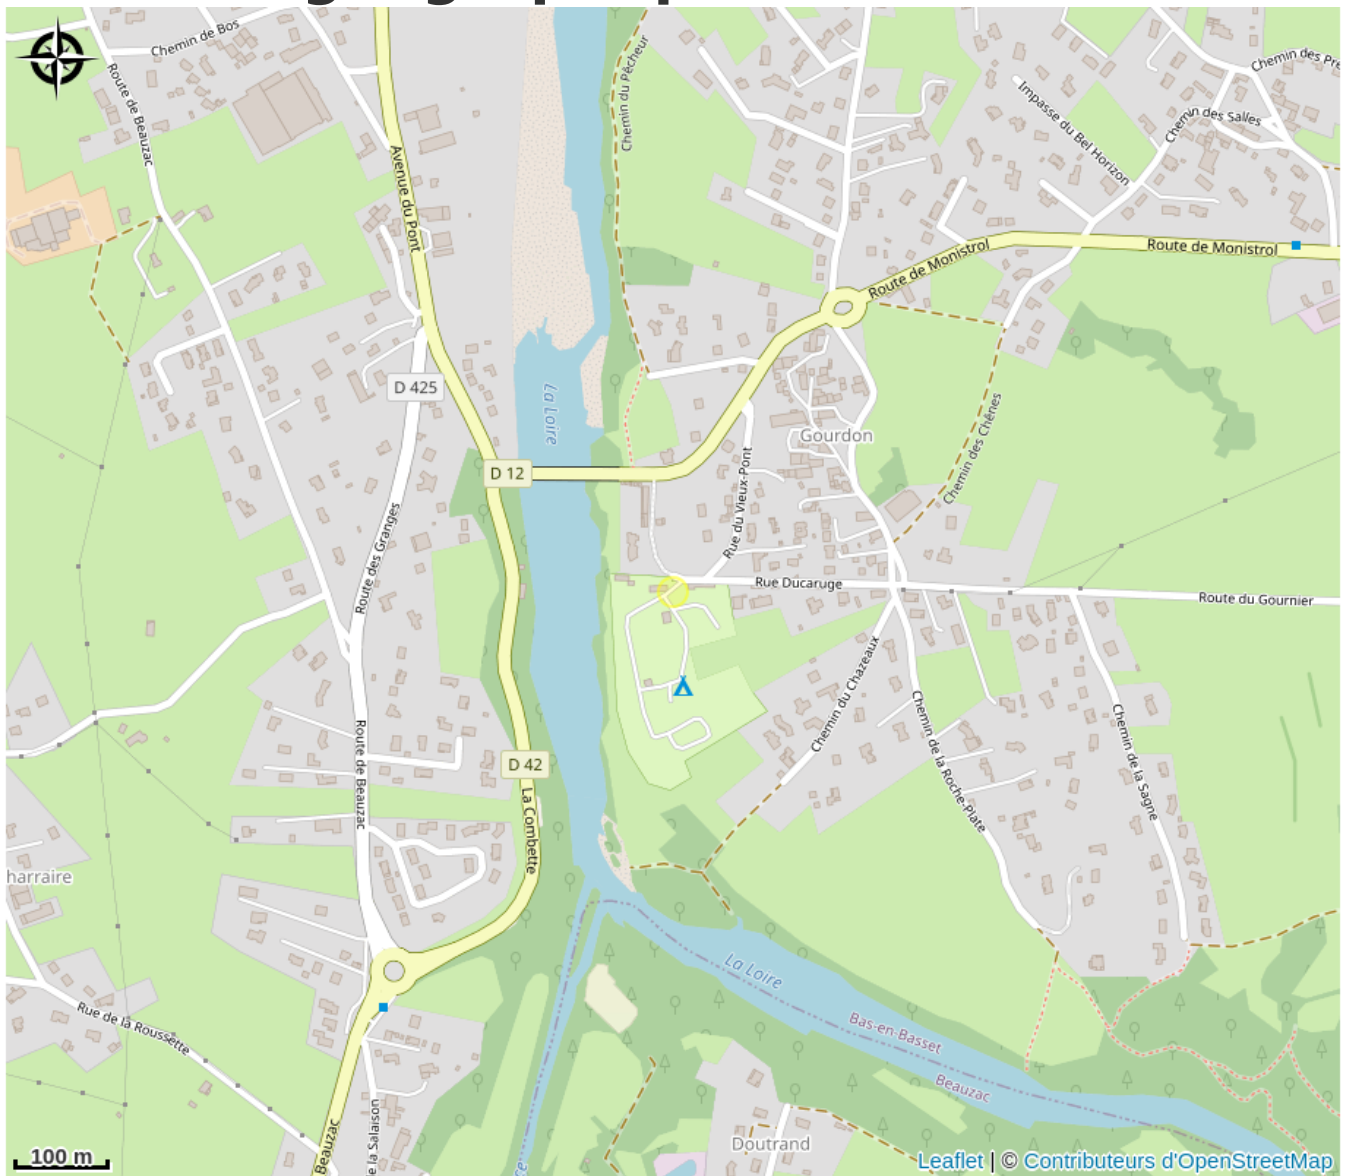 Chemin de Bos
Route de Beauzac
Chemin du Pêcheur
Impasse du Bel Horizon
Chemin des Salles
Chemin des Pré
Avenue du Pont
Route de Monistrol
Route de Monistrol
D 425
La Loire
Gourdon
Chemin des Chênes
D 12
Rue du Vieux-Pont
Route des Granges
Rue Ducaruge
Route du Gournier
Chemin du Chazeaux
Chemin de la Roche-Plate
Chemin de la Sagne
Route de Beauzac
D 42
La Combette
harraire
La Loire
Rue de la Roussette
Bas-en-Basset
Beauzac
Beauzac
e la Salaison
Doutrand
100 m
Leaflet | © Contributeurs d'OpenStreetMap